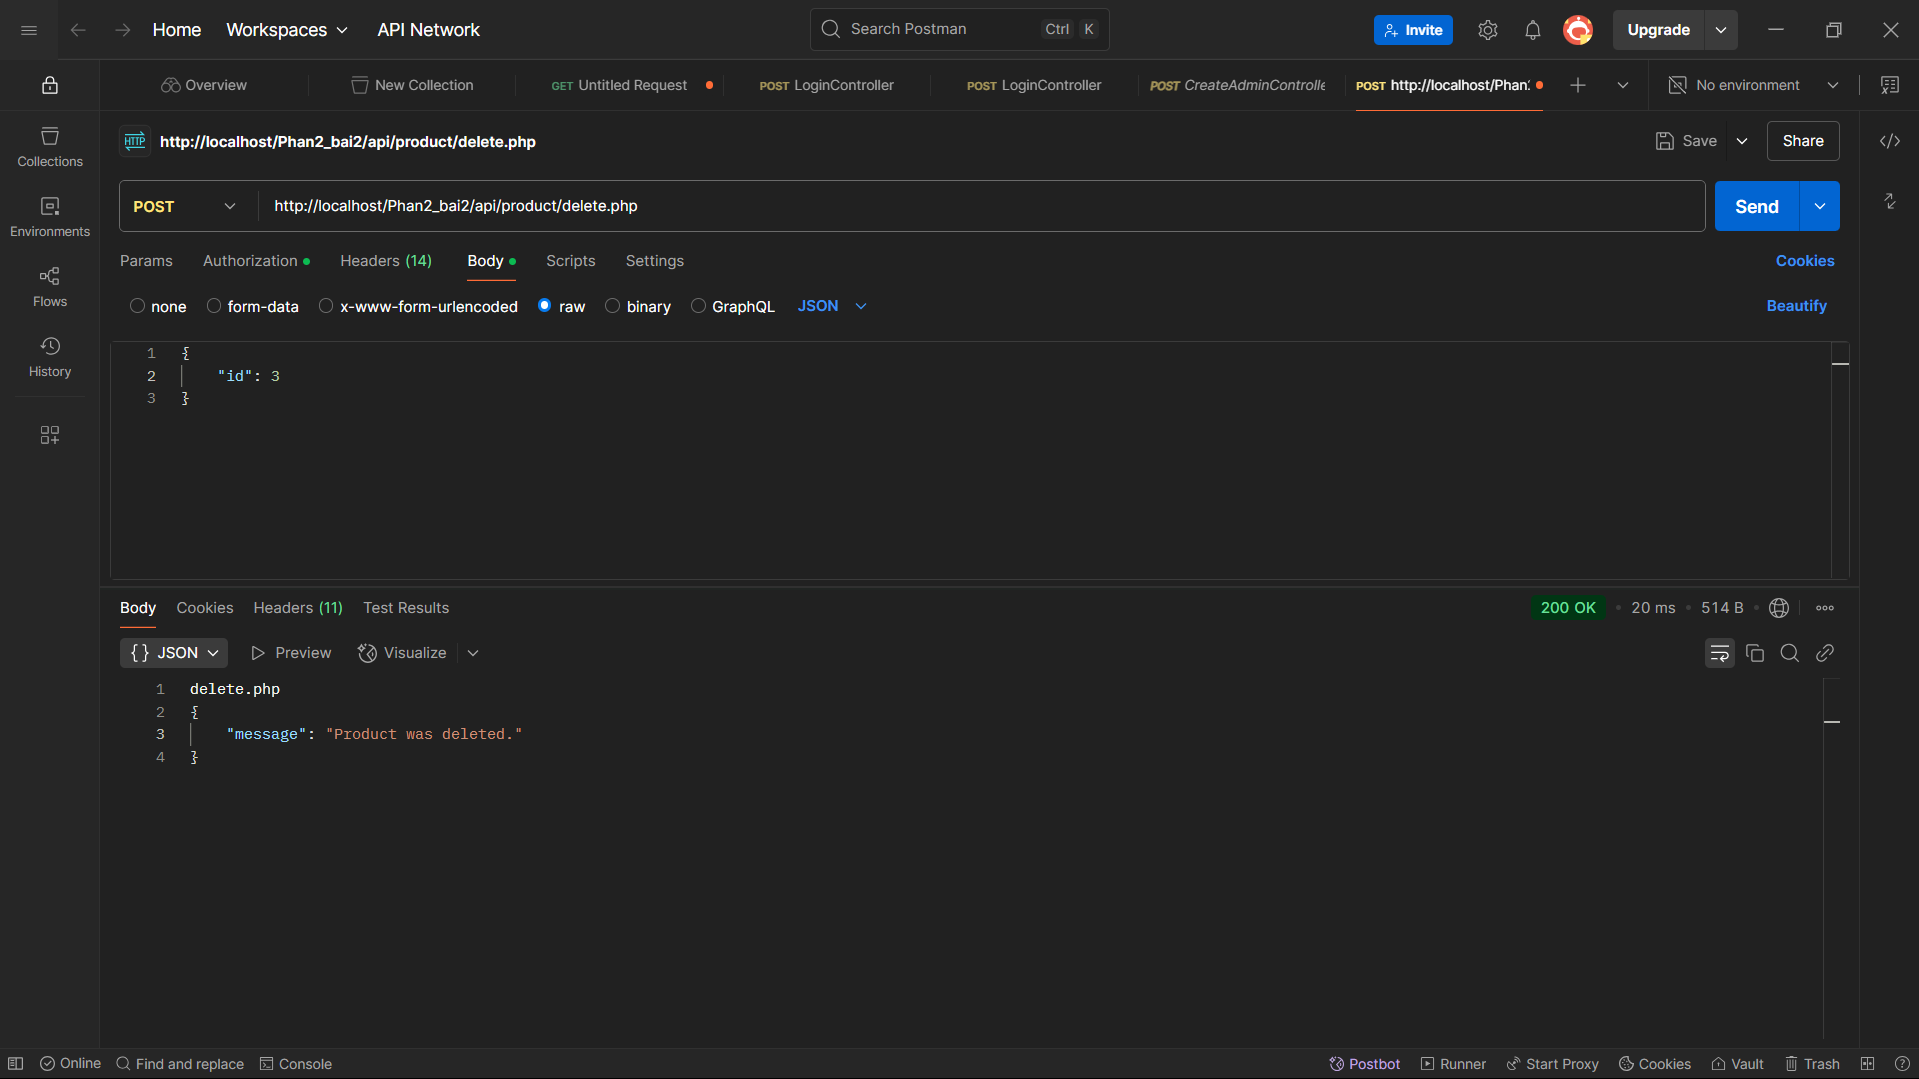 Home Workspaces API Network Search Postman Ctrl K Invite Upgrade
Overview New Collection GET Untitled Request POST LoginController POST LoginController POST CreateAdminControlle POST http://localhost/Phan2 No environment
HTTP http://localhost/Phan2_bai2/api/product/delete.php Save Share
POST http://localhost/Phan2_bai2/api/product/delete.php Send
Params Authorization Headers (14) Body Scripts Settings Cookies
none form-data x-www-form-urlencoded raw binary GraphQL JSON Beautify
Collections
Environments
Flows
History
1 {
2 "id": 3
3 }
Body Cookies Headers (11) Test Results 200 OK 20 ms 514 B
{} JSON Preview Visualize
1 delete.php
2 {
3 "message": "Product was deleted."
4 }
Online Find and replace Console Postbot Runner Start Proxy Cookies Vault Trash